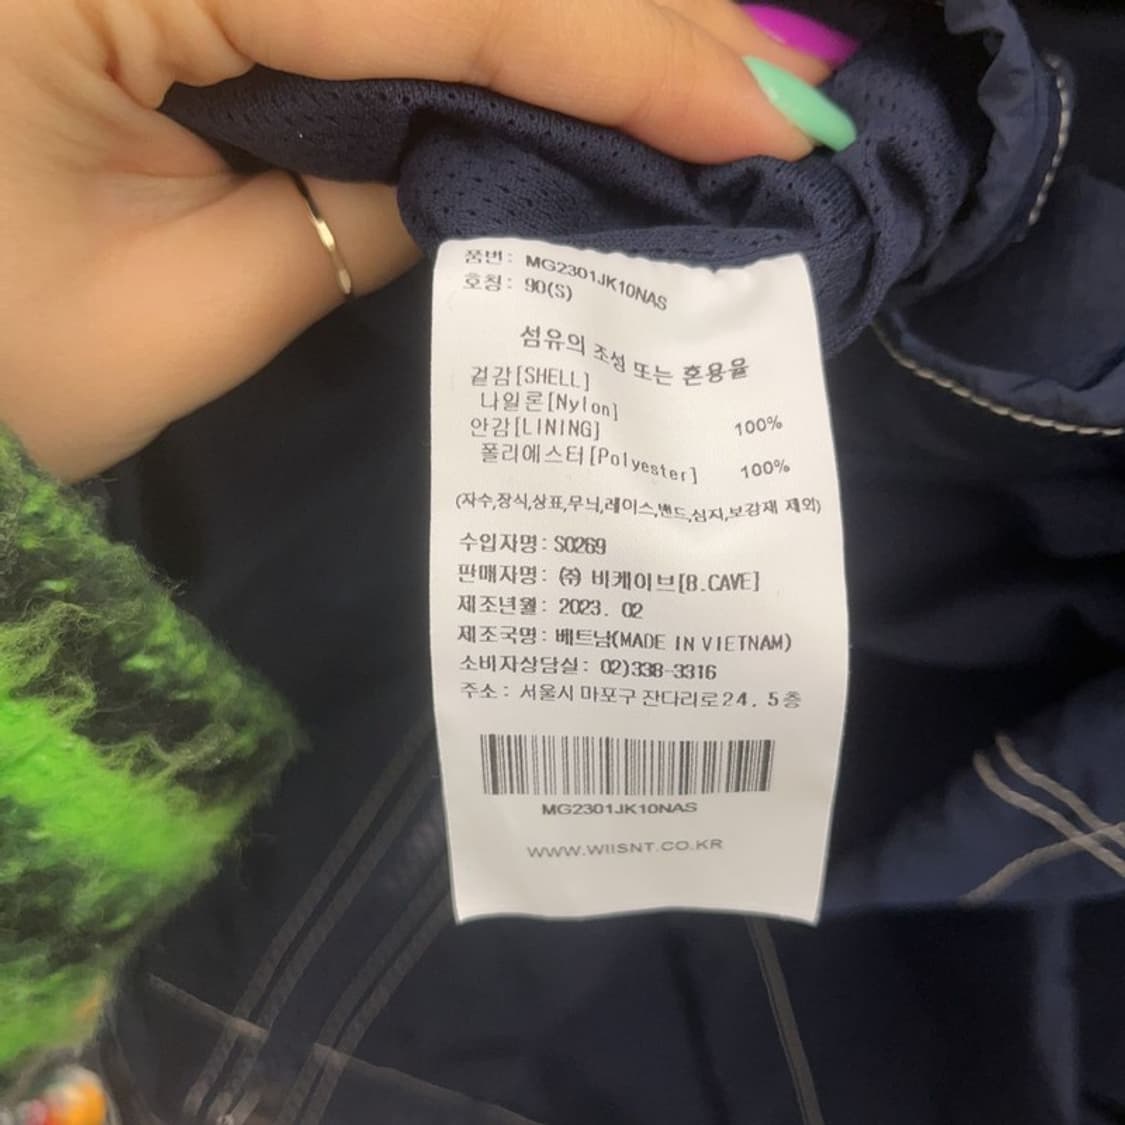 품번: MG2301JK10NAS
호칭: 90(S)
섬유의 조성 또는 혼용율
겉감[SHELL]
나일론[Nylon] 100%
안감[LINING]
폴리에스터[Polyester] 100%
(자수,장식,상표,무늬,레이스,밴드,심지,보강재 제외)
수입자명: S0269
판매자명: ㈜ 비케이브[B.CAVE]
제조년월: 2023. 02
제조국명: 베트남(MADE IN VIETNAM)
소비자상담실: 02)338-3316
주소: 서울시 마포구 잔다리로24. 5층
MG2301JK10NAS
WWW.WIISNT.CO.KR